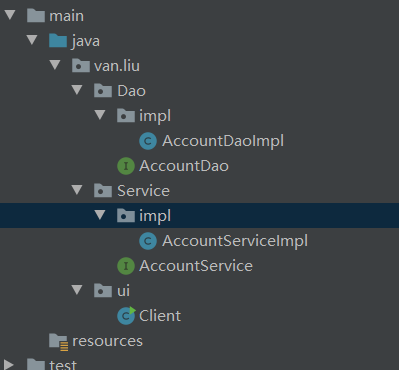 main
java
van.liu
Dao
impl
AccountDaoImpl
AccountDao
Service
impl
AccountServiceImpl
AccountService
ui
Client
resources
test